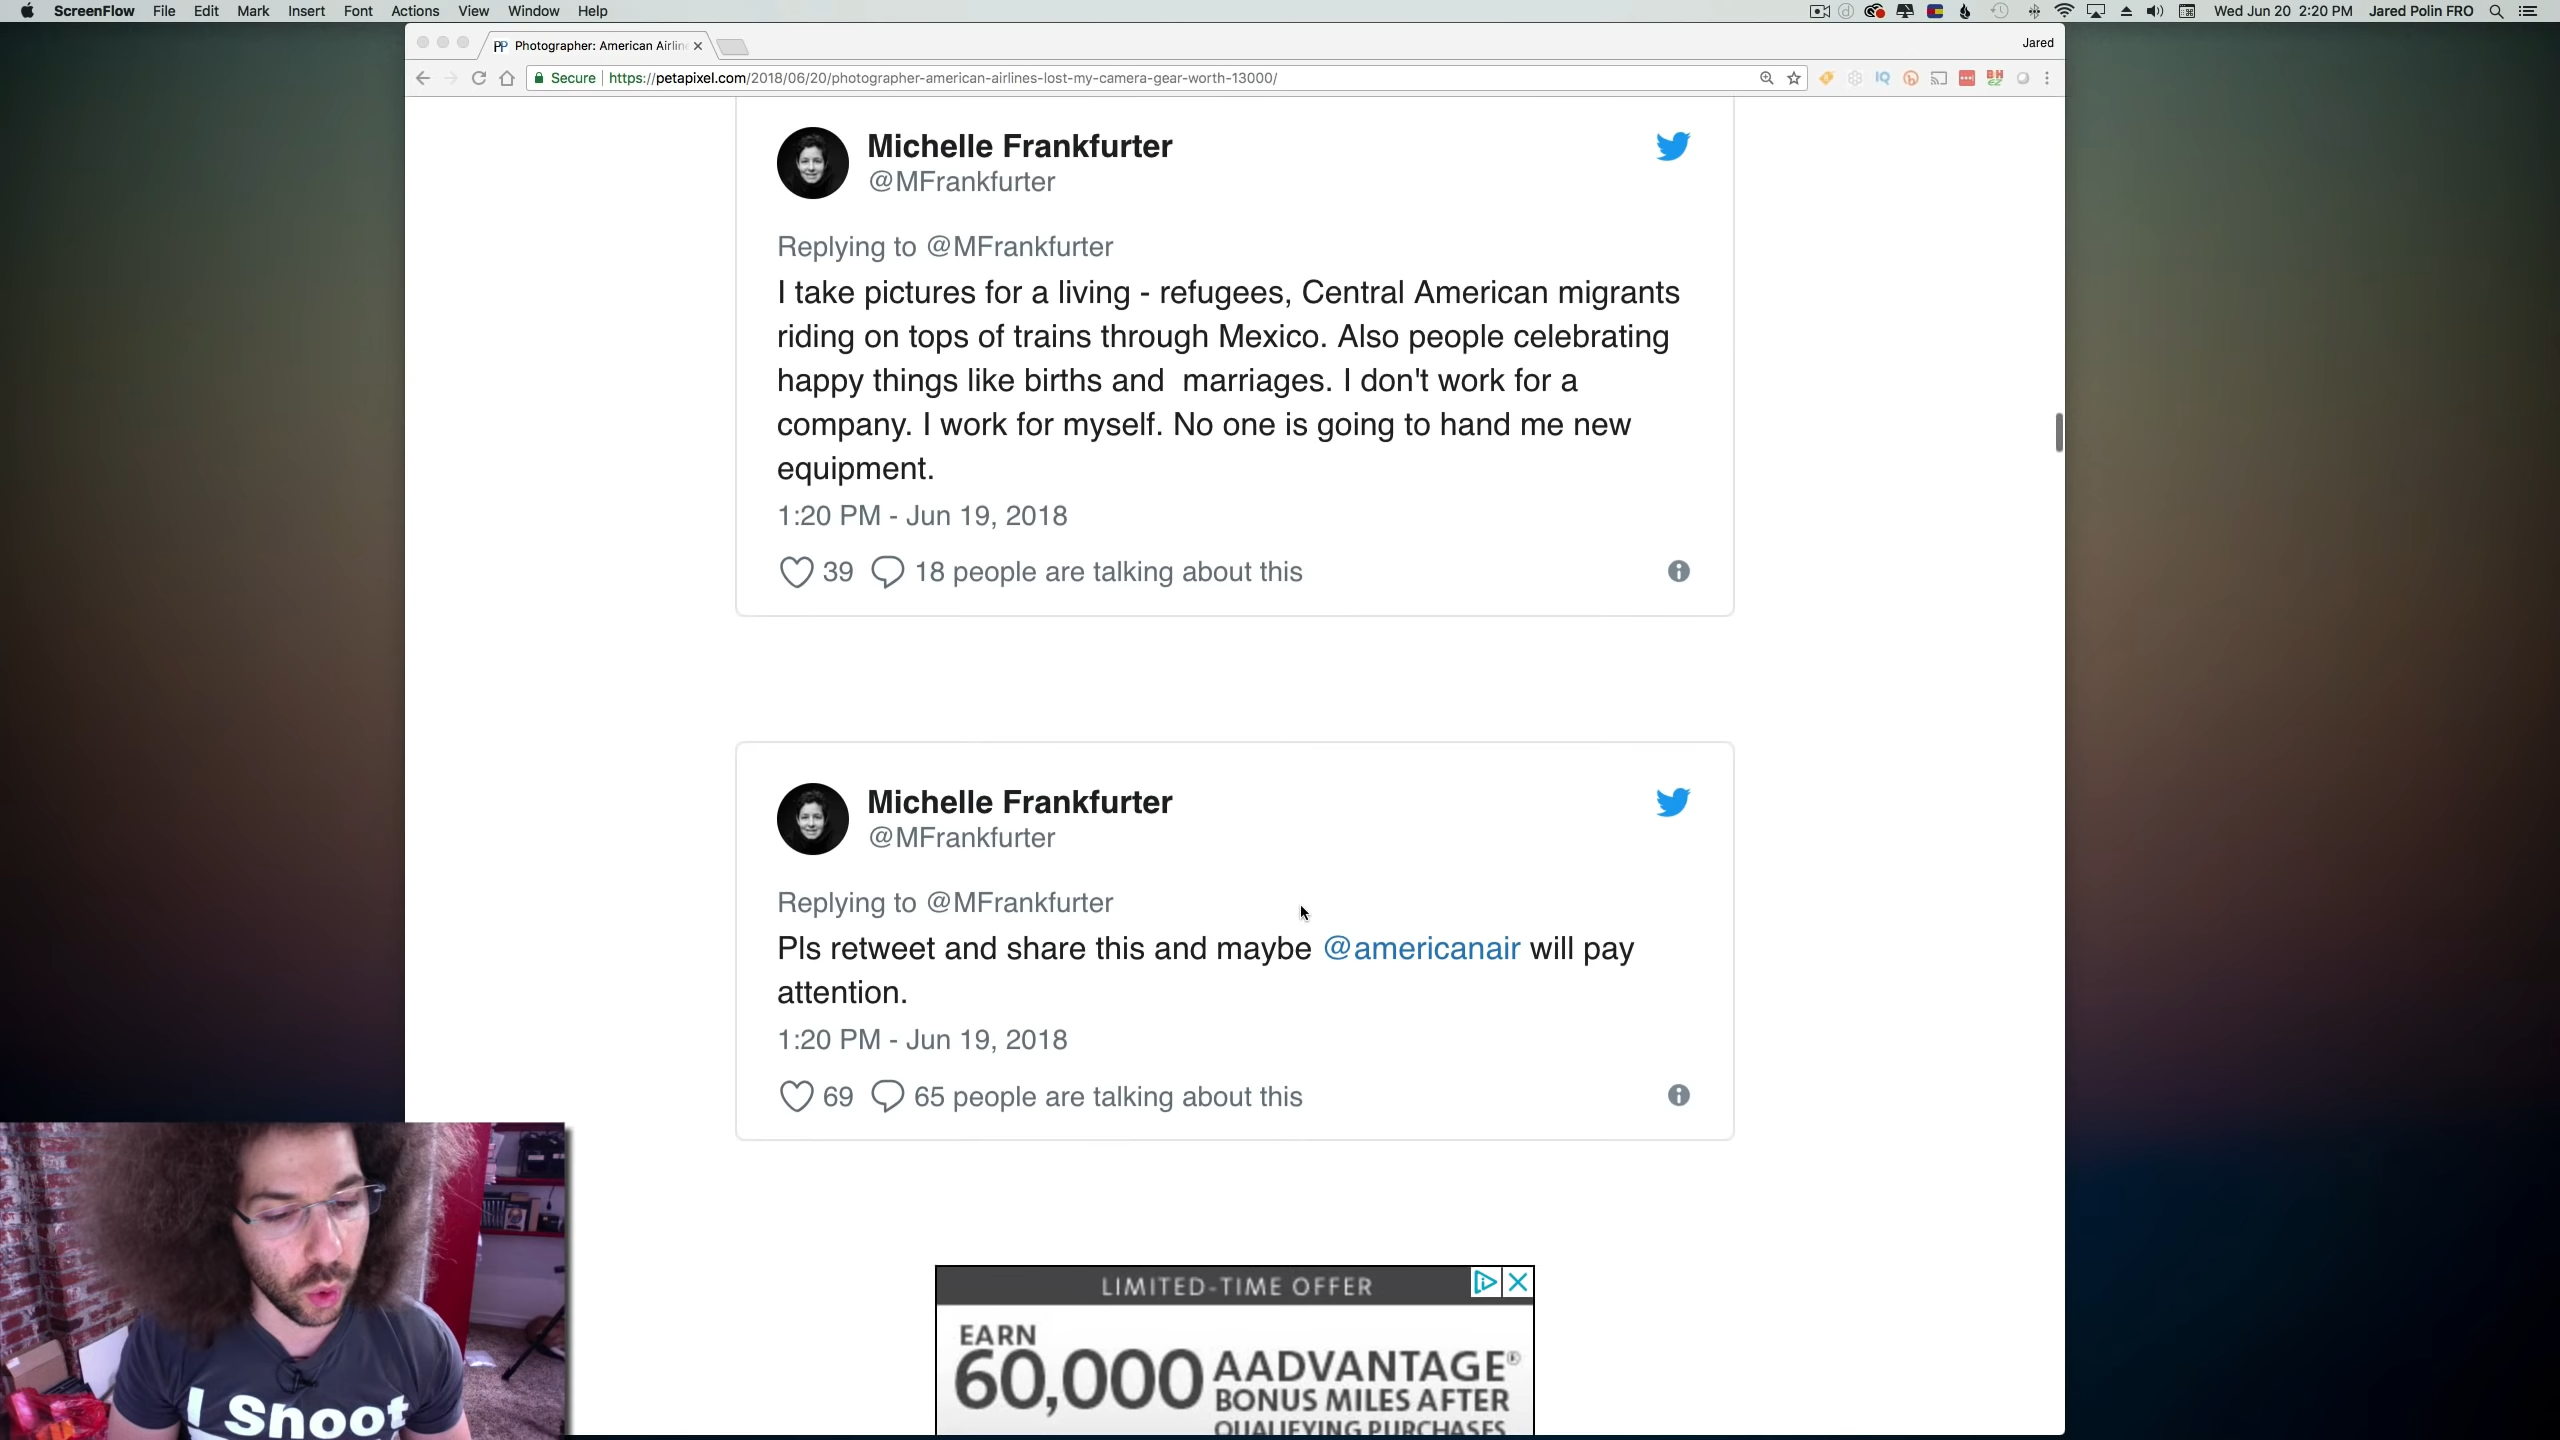 ScreenFlow File Edit Mark Insert Font Actions View Window Help
Wed Jun 20 2:20 PM Jared Polin FRO
Photographer: American Airlin
Jared
Secure https://petapixel.com/2018/06/20/photographer-american-airlines-lost-my-camera-gear-worth-13000/
Michelle Frankfurter
@MFrankfurter
Replying to @MFrankfurter
I take pictures for a living - refugees, Central American migrants
riding on tops of trains through Mexico. Also people celebrating
happy things like births and marriages. I don't work for a
company. I work for myself. No one is going to hand me new
equipment.
1:20 PM - Jun 19, 2018
39 18 people are talking about this
Michelle Frankfurter
@MFrankfurter
Replying to @MFrankfurter
Pls retweet and share this and maybe @americanair will pay
attention.
1:20 PM - Jun 19, 2018
69 65 people are talking about this
LIMITED-TIME OFFER
EARN
60,000 AADVANTAGE®
BONUS MILES AFTER
QUALIFYING PURCHASES
I Shoot